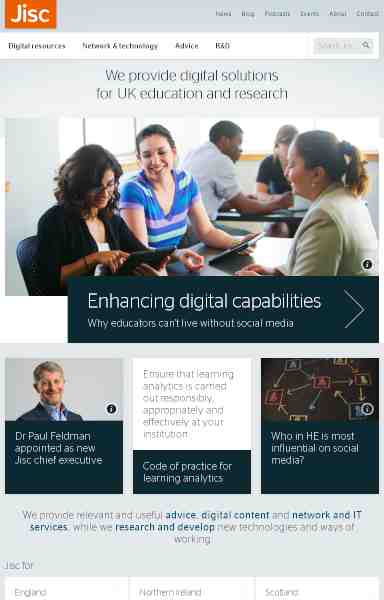 Jisc
News Blog Podcasts Events About Contact
Digital resources Network & technology Advice R&D
We provide digital solutions
for UK education and research
Enhancing digital capabilities
Why educators can't live without social media
Ensure that learning
analytics is carried
out responsibly,
appropriately and
effectively at your
institution
Dr Paul Feldman
appointed as new
Jisc chief executive
Code of practice for
learning analytics
Who in HE is most
influential on social
media?
We provide relevant and useful advice, digital content and network and IT
services, while we research and develop new technologies and ways of
working.
Jisc for
England Northern Ireland Scotland